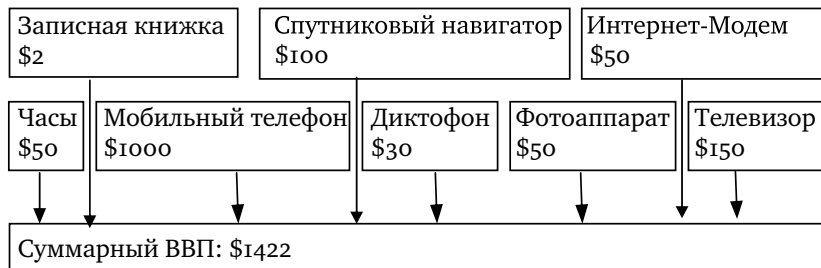 Записная книжка
$2
Спутниковый навигатор
$100
Интернет-Модем
$50
Часы
$50
Мобильный телефон
$1000
Диктофон
$30
Фотоаппарат
$50
Телевизор
$150
Суммарный ВВП: $1422